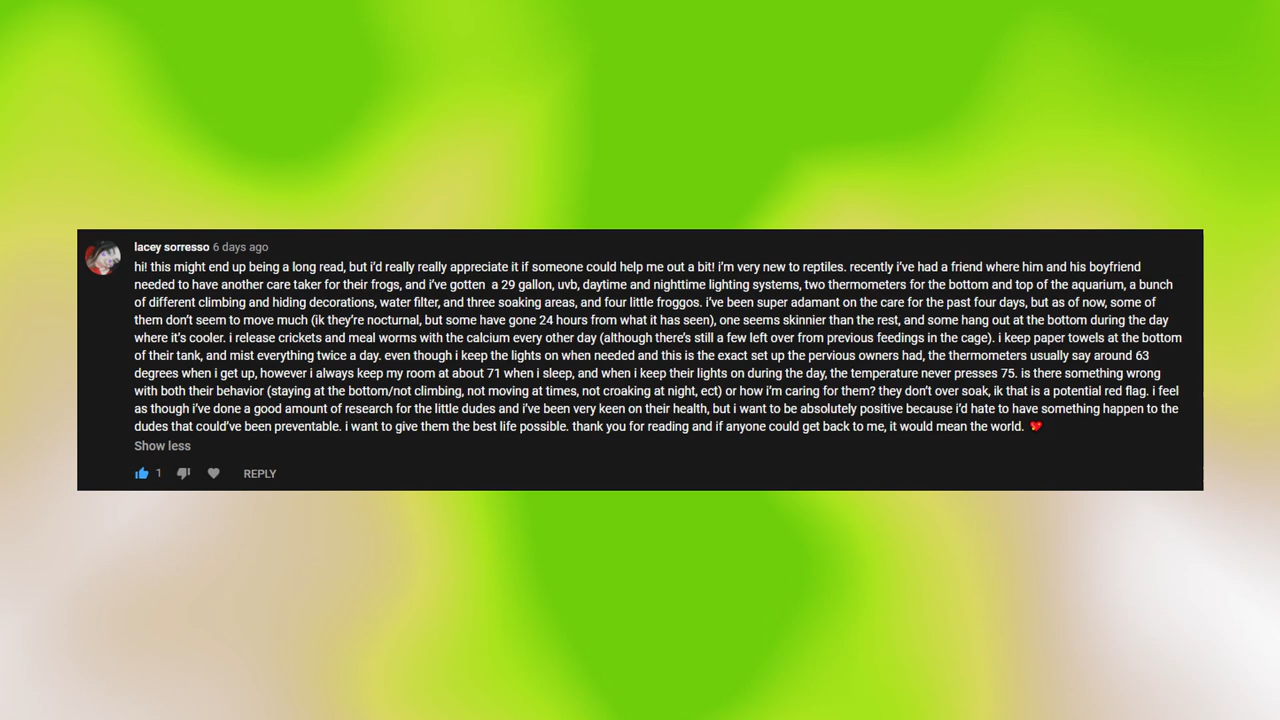 lacey sorresso 6 days ago
hi! this might end up being a long read, but i'd really really appreciate it if someone could help me out a bit! i'm very new to reptiles. recently i've had a friend where him and his boyfriend
needed to have another care taker for their frogs, and i've gotten a 29 gallon, uvb, daytime and nighttime lighting systems, two thermometers for the bottom and top of the aquarium, a bunch
of different climbing and hiding decorations, water filter, and three soaking areas, and four little froggos. i've been super adamant on the care for the past four days, but as of now, some of
them don't seem to move much (ik they're nocturnal, but some have gone 24 hours from what it has seen), one seems skinnier than the rest, and some hang out at the bottom during the day
where it's cooler. i release crickets and meal worms with the calcium every other day (although there's still a few left over from previous feedings in the cage). i keep paper towels at the bottom
of their tank, and mist everything twice a day. even though i keep the lights on when needed and this is the exact set up the pervious owners had, the thermometers usually say around 63
degrees when i get up, however i always keep my room at about 71 when i sleep, and when i keep their lights on during the day, the temperature never presses 75. is there something wrong
with both their behavior (staying at the bottom/not climbing, not moving at times, not croaking at night, ect) or how i'm caring for them? they don't over soak, ik that is a potential red flag. i feel
as though i've done a good amount of research for the little dudes and i've been very keen on their health, but i want to be absolutely positive because i'd hate to have something happen to the
dudes that could've been preventable. i want to give them the best life possible. thank you for reading and if anyone could get back to me, it would mean the world. 💖
Show less
1 REPLY